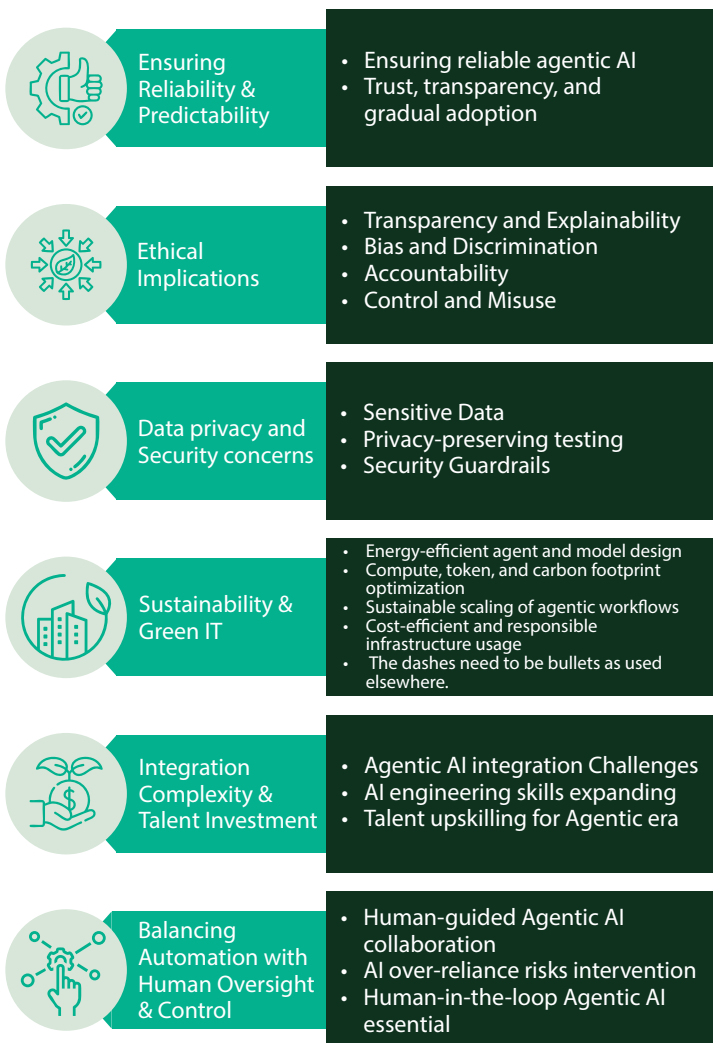 Ensuring
Reliability &
Predictability
• Ensuring reliable agentic AI
• Trust, transparency, and
gradual adoption
Ethical
Implications
• Transparency and Explainability
• Bias and Discrimination
• Accountability
• Control and Misuse
Data privacy and
Security concerns
• Sensitive Data
• Privacy-preserving testing
• Security Guardrails
Sustainability &
Green IT
• Energy-efficient agent and model design
• Compute, token, and carbon footprint
optimization
• Sustainable scaling of agentic workflows
• Cost-efficient and responsible
infrastructure usage
• The dashes need to be bullets as used
elsewhere.
Integration
Complexity &
Talent Investment
• Agentic AI integration Challenges
• AI engineering skills expanding
• Talent upskilling for Agentic era
Balancing
Automation with
Human Oversight
& Control
• Human-guided Agentic AI
collaboration
• AI over-reliance risks intervention
• Human-in-the-loop Agentic AI
essential